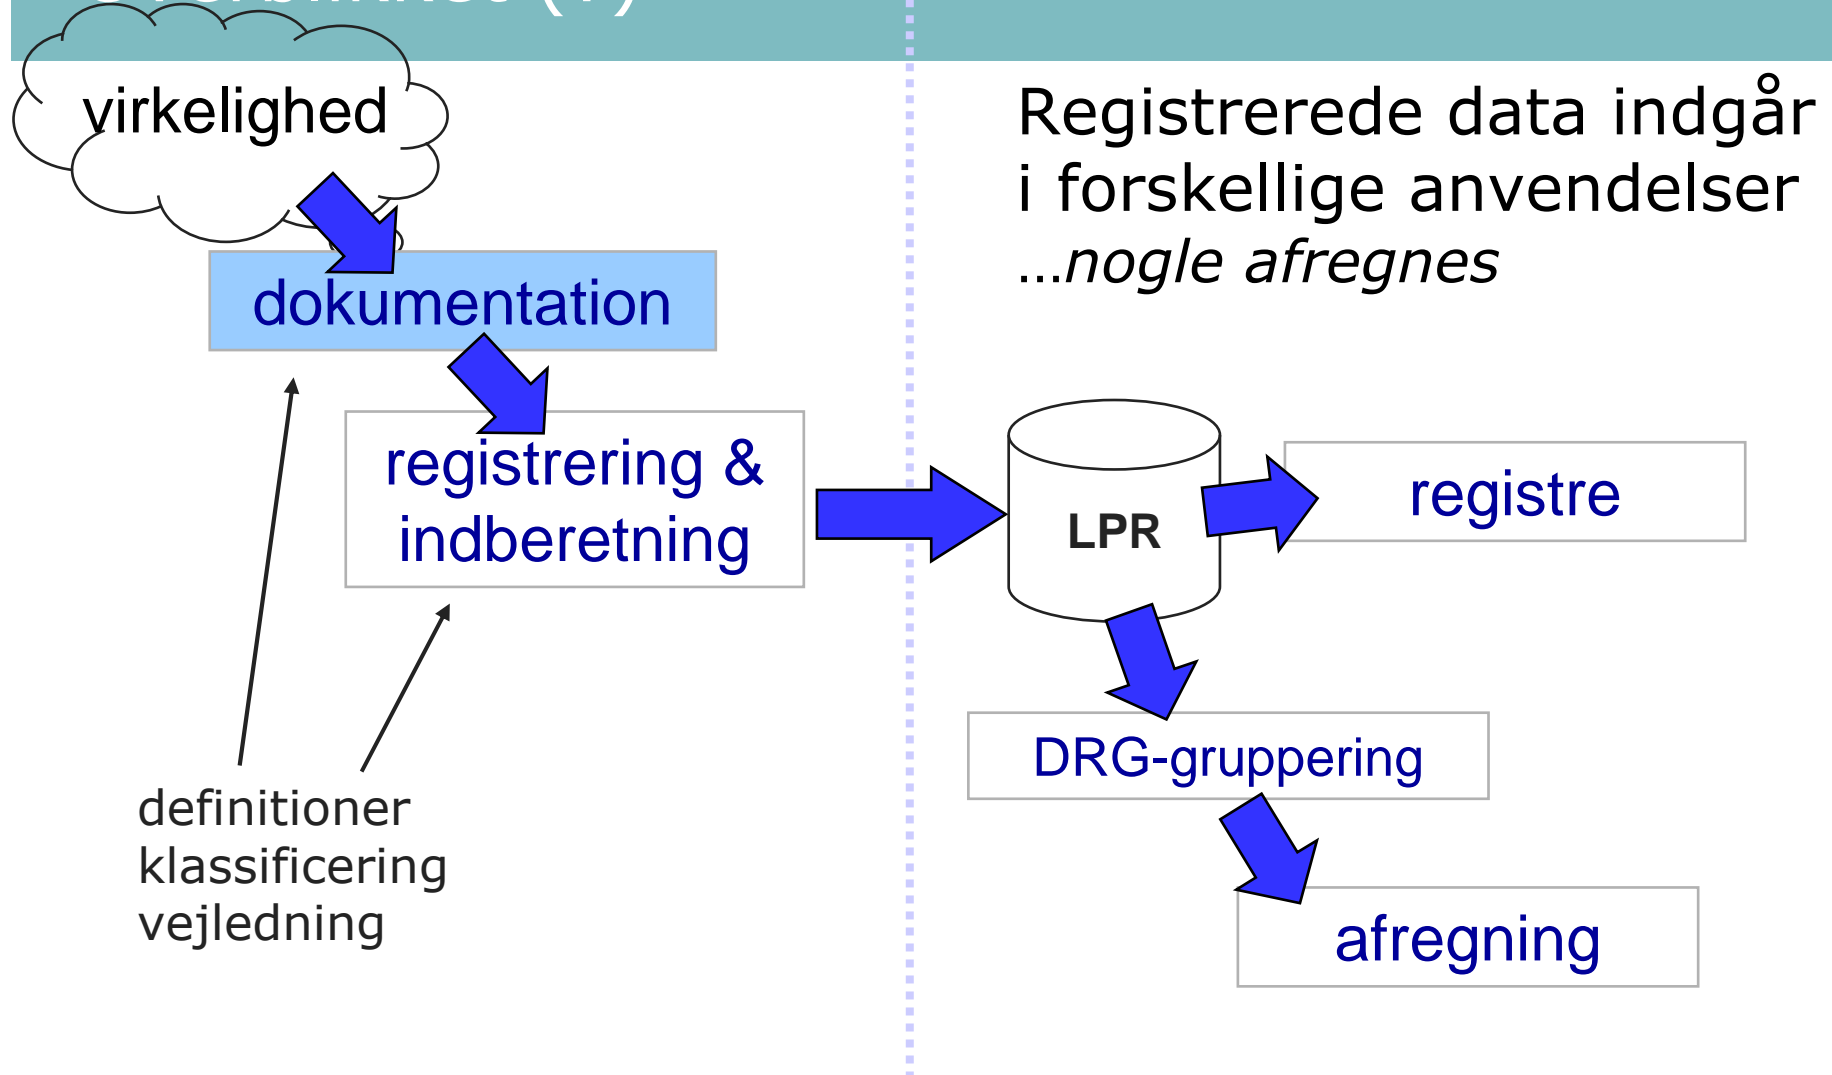 virkelighed
dokumentation
registrering &
indberetning
definitioner
klassificering
vejledning
Registrerede data indgår
i forskellige anvendelser
...nogle afregnes
LPR
registre
DRG-gruppering
afregning